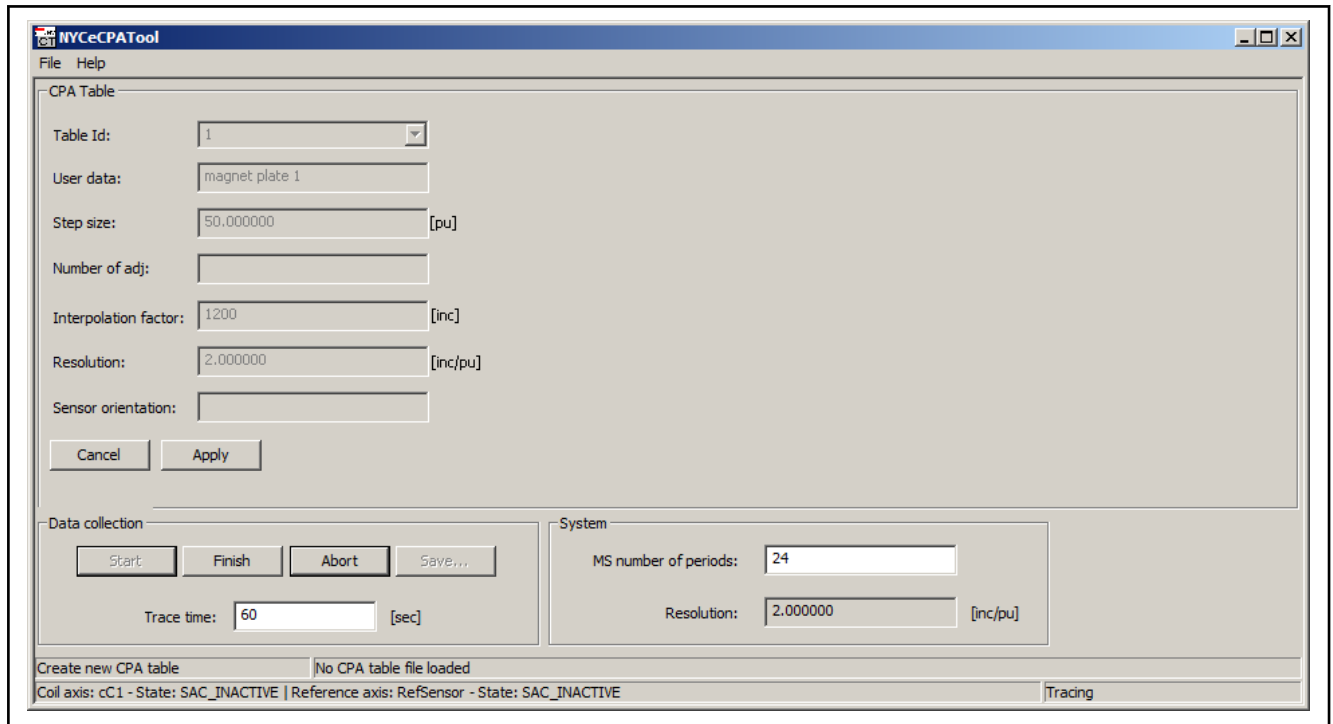 NYCeCPATool
File Help
CPA Table
Table Id: 1
User data: magnet plate 1
Step size: 50.000000 [pu]
Number of adj:
Interpolation factor: 1200 [inc]
Resolution: 2.000000 [inc/pu]
Sensor orientation:
Cancel Apply
Data collection System
Start Finish Abort Save... MS number of periods: 24
Trace time: 60 [sec] Resolution: 2.000000 [inc/pu]
Create new CPA table No CPA table file loaded
Coil axis: cC1 - State: SAC_INACTIVE | Reference axis: RefSensor - State: SAC_INACTIVE Tracing